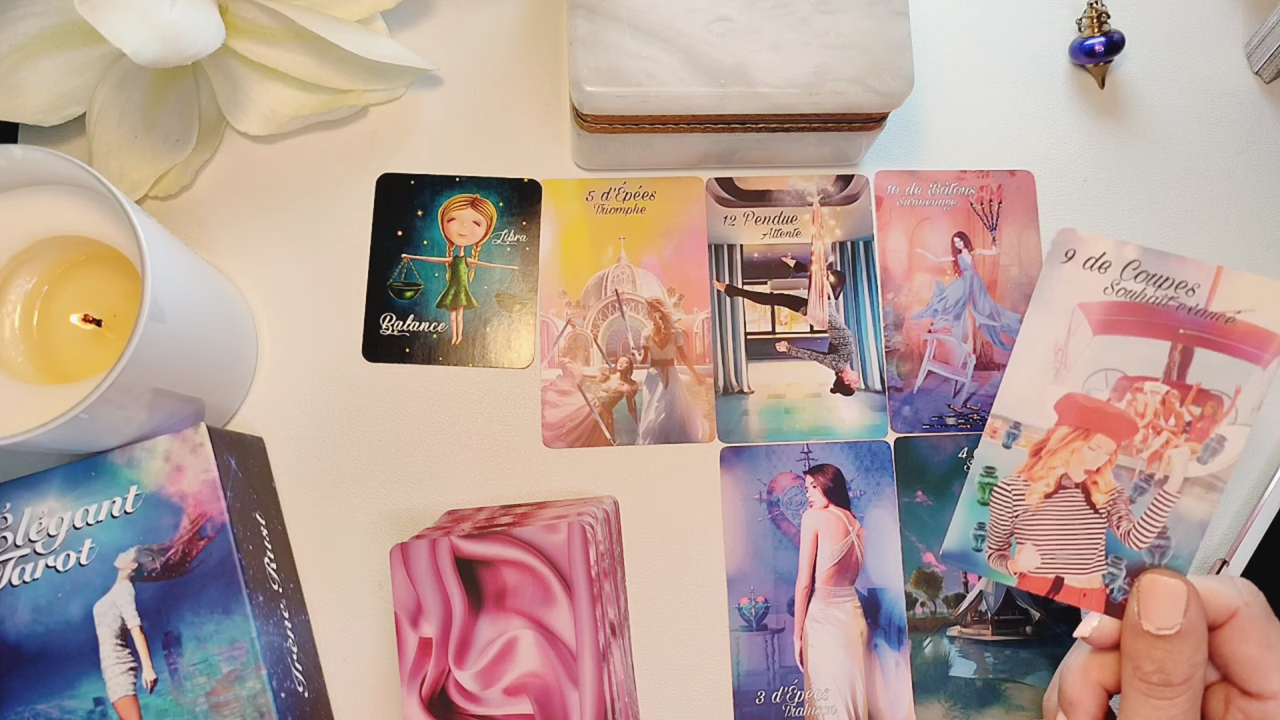 Libra
Balance
5 d'Épées
Triomphe
12 Pendue
Attente
10 de Bâtons
Surmenage
9 de Coupes
Souhait exaucé
3 d'Épées
4
Élégant
Tarot